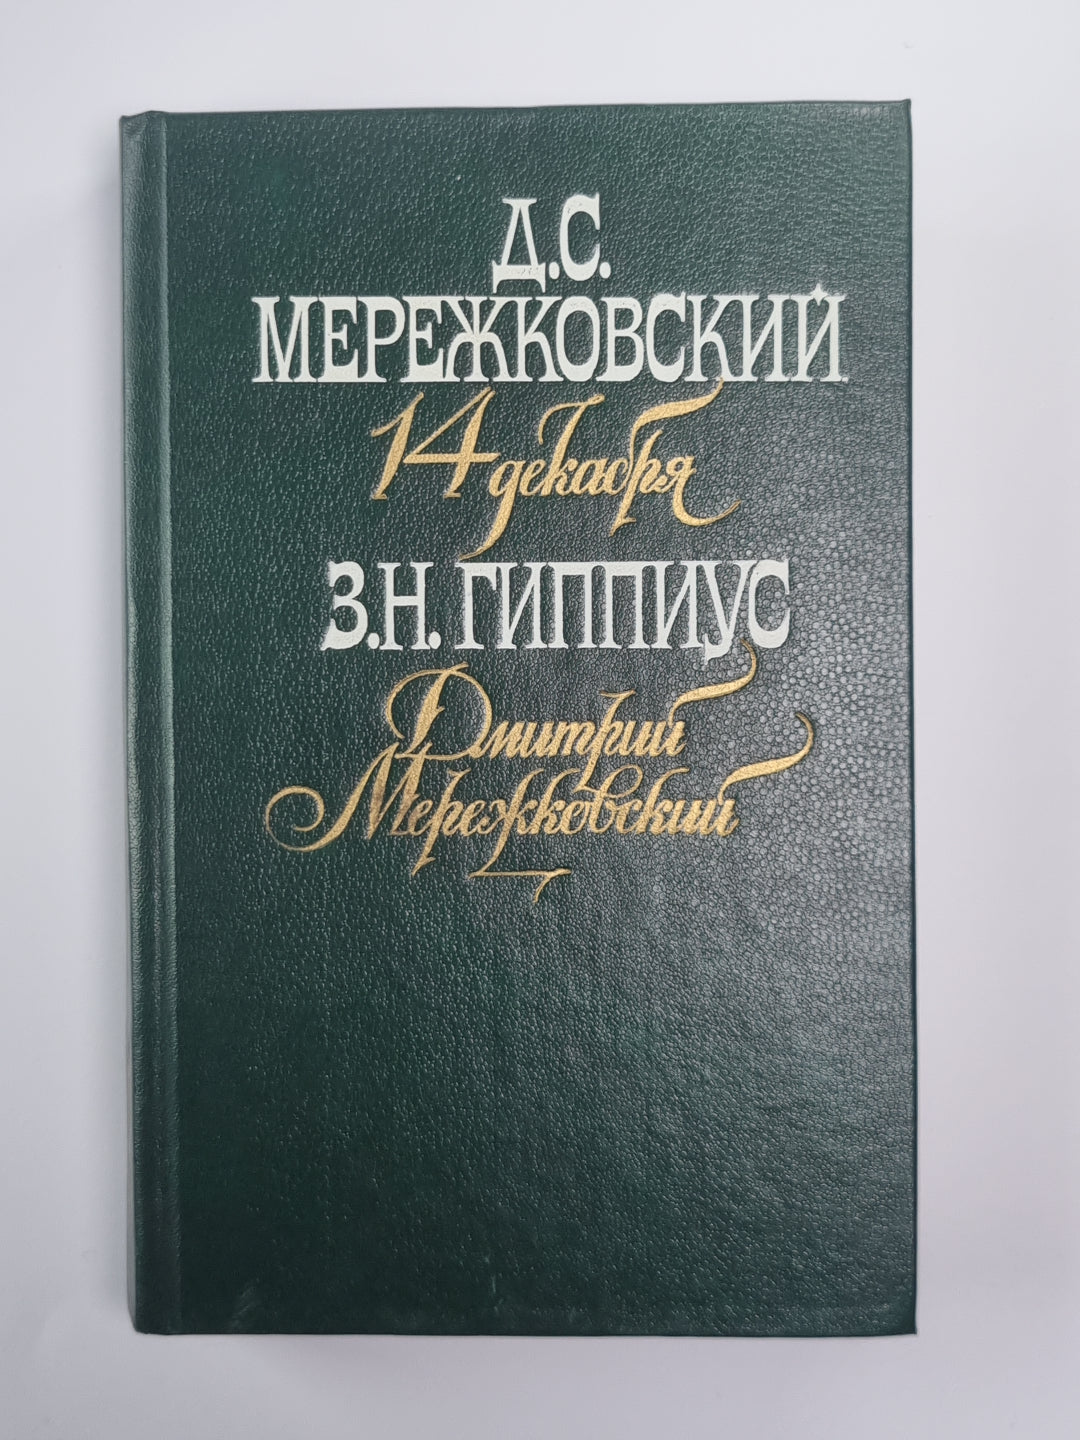 Д.С.
МЕРЕЖКОВСКИЙ
14 декабря
З.Н. ГИППИУС
Дмитрий
Мережковский